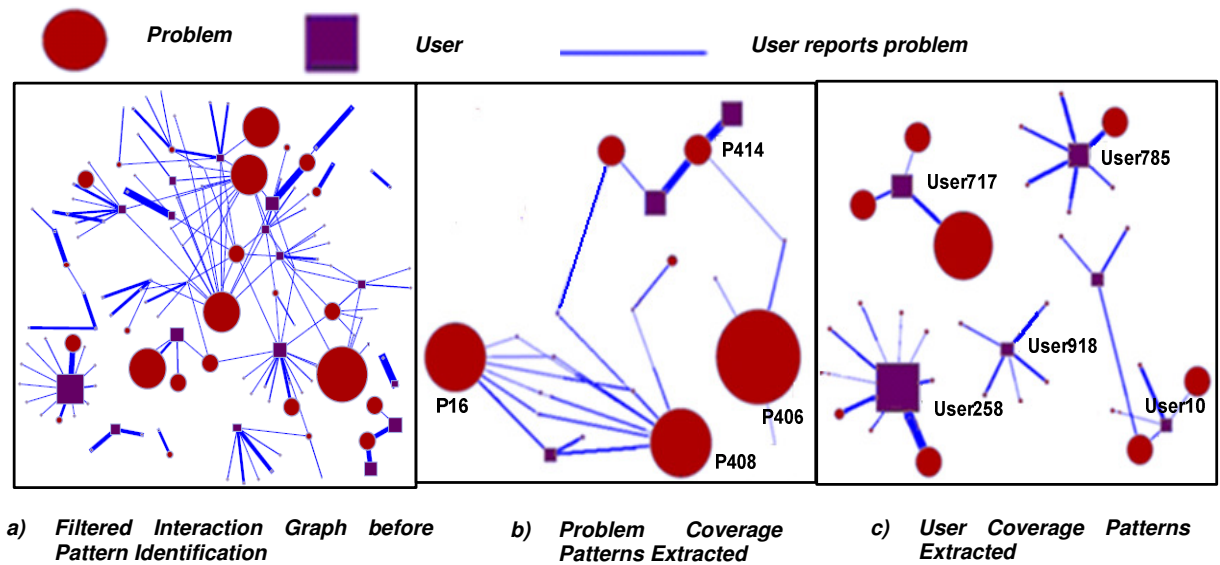 Problem
User
User reports problem
P414
P16
P406
P408
User785
User717
User918
User258
User10
a) Filtered Interaction Graph before
Pattern Identification
b) Problem Coverage
Patterns Extracted
c) User Coverage Patterns
Extracted